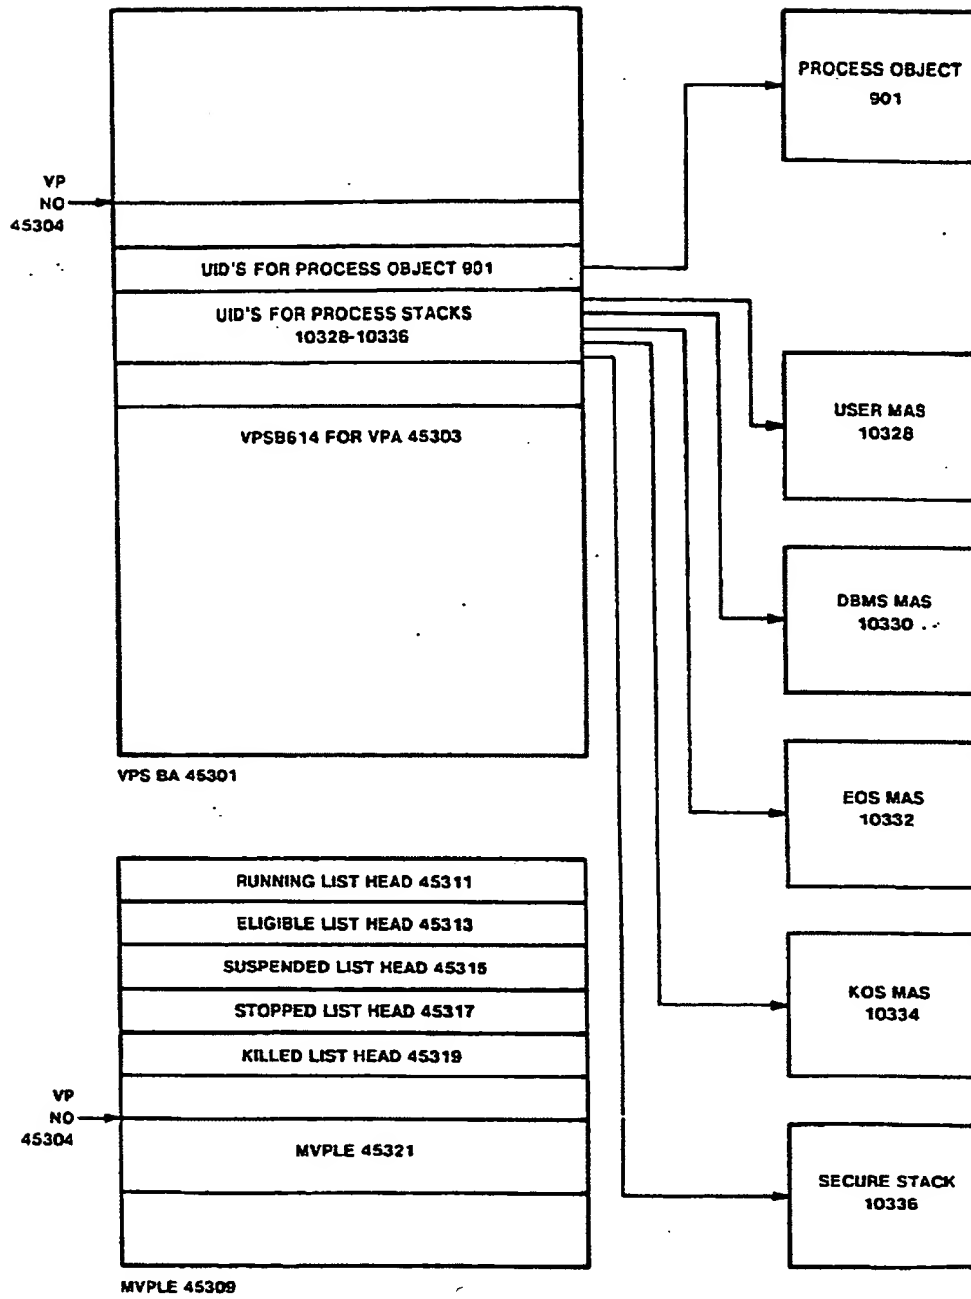 PROCESS OBJECT
901
VP
NO
45304
UID'S FOR PROCESS OBJECT 901
UID'S FOR PROCESS STACKS
10328-10336
VPSB614 FOR VPA 45303
USER MAS
10328
DBMS MAS
10330
VPS BA 45301
EOS MAS
10332
RUNNING LIST HEAD 45311
ELIGIBLE LIST HEAD 45313
SUSPENDED LIST HEAD 45315
STOPPED LIST HEAD 45317
KILLED LIST HEAD 45319
KOS MAS
10334
VP
NO
45304
MVPLE 45321
SECURE STACK
10336
MVPLE 45309